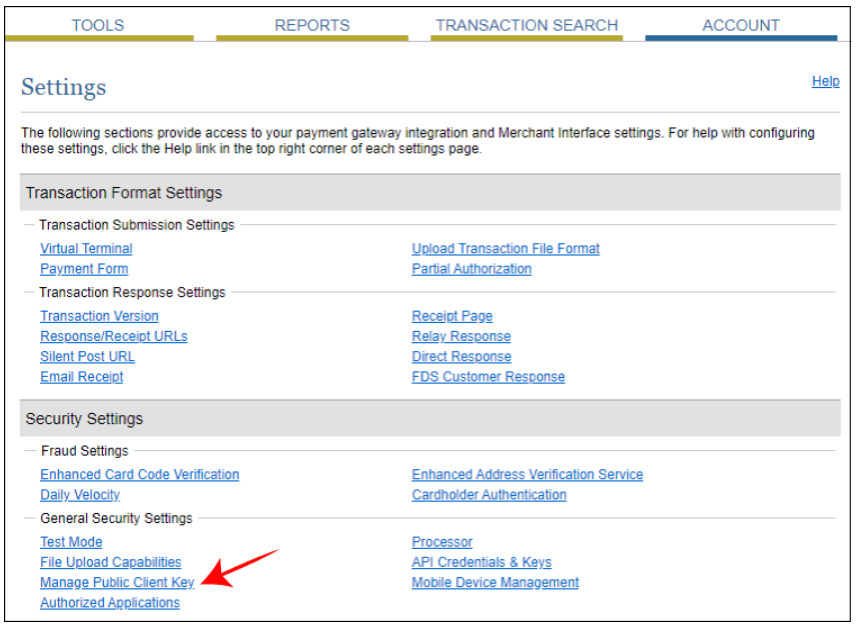 TOOLS REPORTS TRANSACTION SEARCH ACCOUNT
Settings Help
The following sections provide access to your payment gateway integration and Merchant Interface settings. For help with configuring
these settings, click the Help link in the top right corner of each settings page.
Transaction Format Settings
Transaction Submission Settings
Virtual Terminal Upload Transaction File Format
Payment Form Partial Authorization
Transaction Response Settings
Transaction Version Receipt Page
Response/Receipt URLs Relay Response
Silent Post URL Direct Response
Email Receipt FDS Customer Response
Security Settings
Fraud Settings
Enhanced Card Code Verification Enhanced Address Verification Service
Daily Velocity Cardholder Authentication
General Security Settings
Test Mode Processor
File Upload Capabilities API Credentials & Keys
Manage Public Client Key Mobile Device Management
Authorized Applications